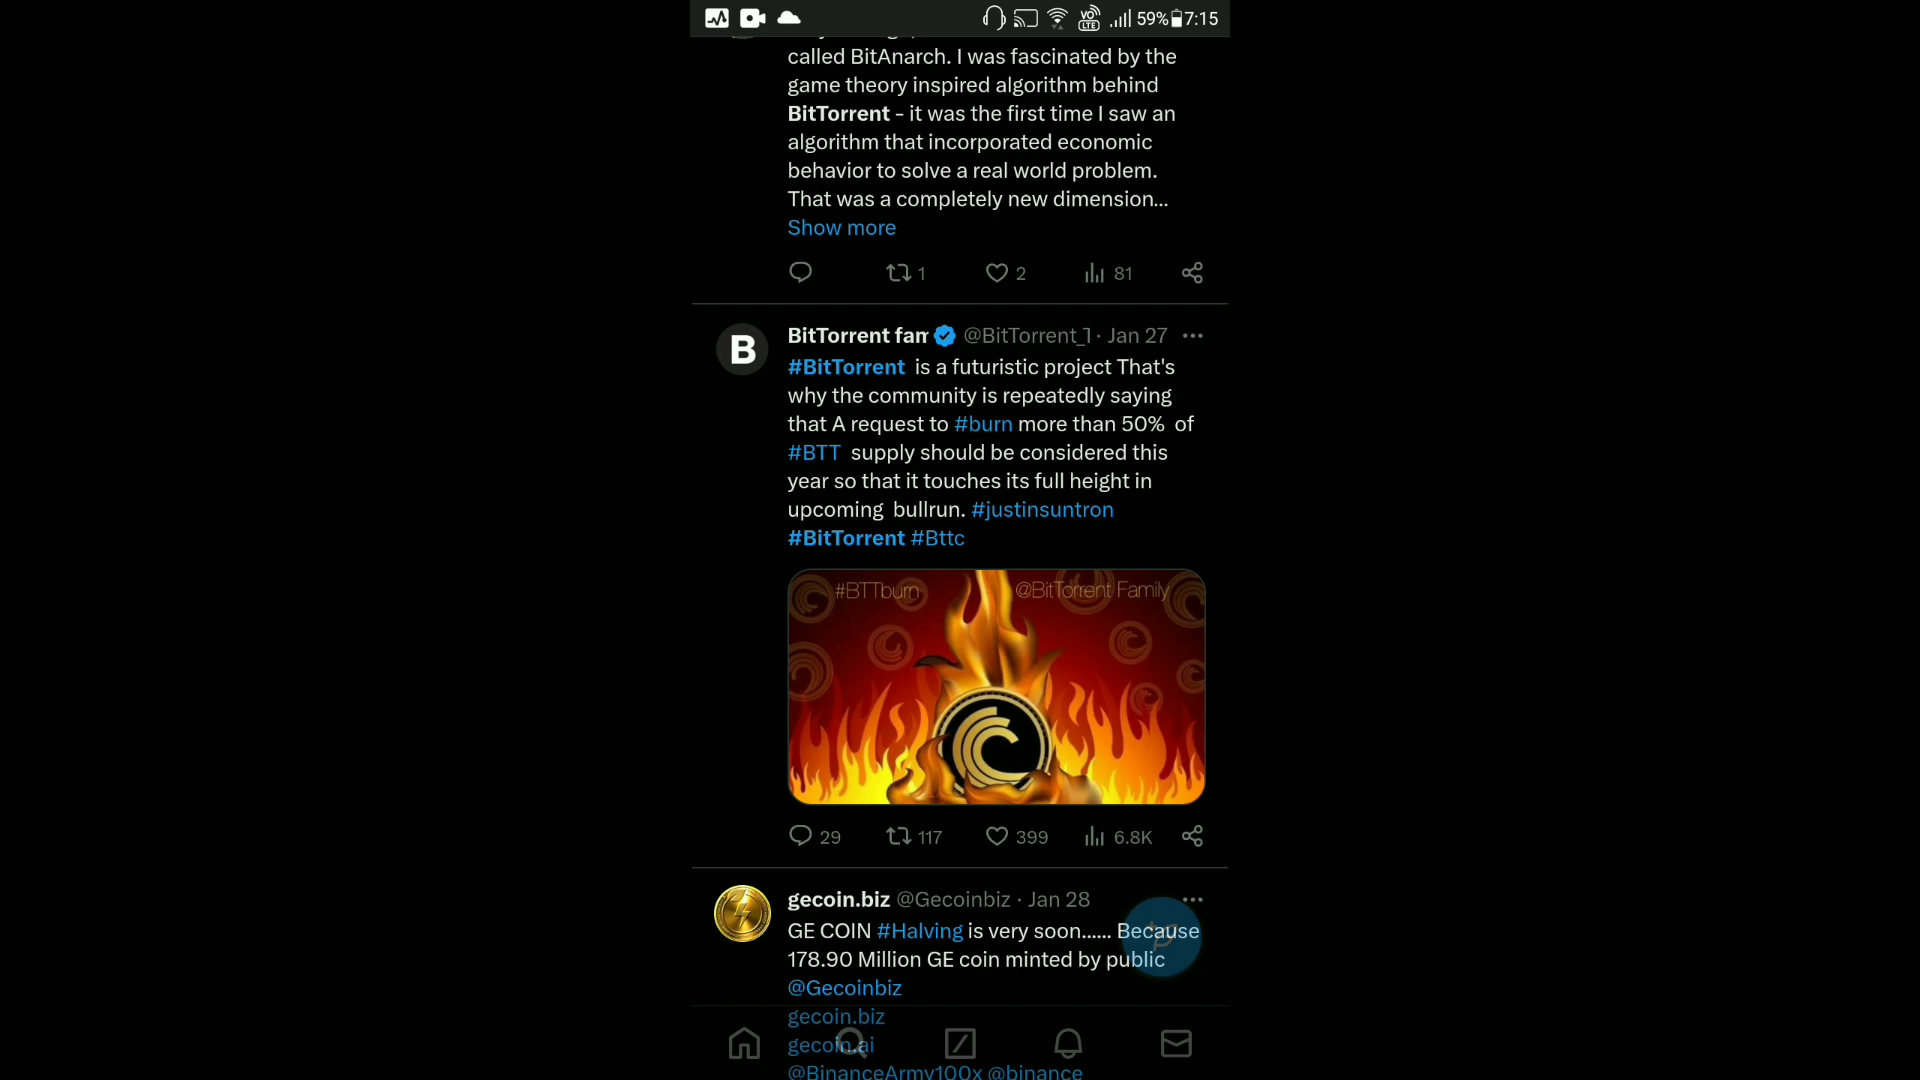 59% 7:15
called BitAnarch. I was fascinated by the
game theory inspired algorithm behind
BitTorrent - it was the first time I saw an
algorithm that incorporated economic
behavior to solve a real world problem.
That was a completely new dimension...
Show more
1 2 81
BitTorrent fam @BitTorrent_1 · Jan 27
#BitTorrent is a futuristic project That's
why the community is repeatedly saying
that A request to #burn more than 50% of
#BTT supply should be considered this
year so that it touches its full height in
upcoming bullrun. #justinsuntron
#BitTorrent #Bttc
#BTTburn @BitTorrent Family
B
29 117 399 6.8K
gecoin.biz @Gecoinbiz · Jan 28
GE COIN #Halving is very soon...... Because
178.90 Million GE coin minted by public
@Gecoinbiz
gecoin.biz
gecoin.ai
@BinanceArmy100x @binance